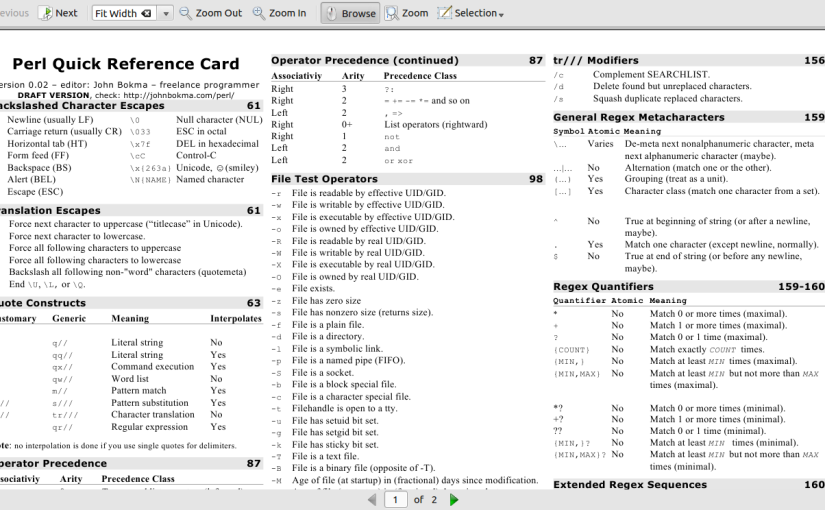 evious Next Fit Width Zoom Out Zoom In Browse Zoom Selection
Perl Quick Reference Card
ersion 0.02 – editor: John Bokma – freelance programmer
DRAFT VERSION, check: http://johnbokma.com/perl/
ackslashed Character Escapes 61
Newline (usually LF) \0 Null character (NUL)
Carriage return (usually CR) \033 ESC in octal
Horizontal tab (HT) \x7f DEL in hexadecimal
Form feed (FF) \cC Control-C
Backspace (BS) \x{263a} Unicode, ☺(smiley)
Alert (BEL) \N{NAME} Named character
Escape (ESC)
ranslation Escapes 61
Force next character to uppercase ("titlecase" in Unicode).
Force next character to lowercase.
Force all following characters to uppercase
Force all following characters to lowercase
Backslash all following non-"word" characters (quotemeta)
End \U, \L, or \Q.
uote Constructs 63
stomary Generic Meaning Interpolates
q// Literal string No
qq// Literal string Yes
qx// Command execution Yes
qw// Word list No
m// Pattern match Yes
// s/// Pattern substitution Yes
// tr/// Character translation No
qr// Regular expression Yes
ote: no interpolation is done if you use single quotes for delimiters.
perator Precedence 87
ssociativiy Arity Precedence Class
Operator Precedence (continued) 87
Associativiy Arity Precedence Class
Right 3 ?:
Right 2 = += -= *= and so on
Left 2 , =>
Right 0+ List operators (rightward)
Right 1 not
Left 2 and
Left 2 or xor
File Test Operators 98
-r File is readable by effective UID/GID.
-w File is writable by effective UID/GID.
-x File is executable by effective UID/GID.
-o File is owned by effective UID/GID.
-R File is readable by real UID/GID.
-W File is writable by real UID/GID.
-X File is executable by real UID/GID.
-O File is owned by real UID/GID.
-e File exists.
-z File has zero size
-s File has nonzero size (returns size).
-f File is a plain file.
-d File is a directory.
-l File is a symbolic link.
-p File is a named pipe (FIFO).
-S File is a socket.
-b File is a block special file.
-c File is a character special file.
-t Filehandle is open to a tty.
-u File has setuid bit set.
-g File has setgid bit set.
-k File has sticky bit set.
-T File is a text file.
-B File is a binary file (opposite of -T).
-M Age of file (at startup) in (fractional) days since modification.
tr/// Modifiers 156
/c Complement SEARCHLIST.
/d Delete found but unreplaced characters.
/s Squash duplicate replaced characters.
General Regex Metacharacters 159
Symbol Atomic Meaning
\... Varies De-meta next nonalphanumeric character, meta
next alphanumeric character (maybe).
...|... No Alternation (match one or the other).
(...) Yes Grouping (treat as a unit).
[...] Yes Character class (match one character from a set).
^ No True at beginning of string (or after a newline,
maybe).
. Yes Match one character (except newline, normally).
$ No True at end of string (or before any newline,
maybe).
Regex Quantifiers 159-160
Quantifier Atomic Meaning
* No Match 0 or more times (maximal).
+ No Match 1 or more times (maximal).
? No Match 0 or 1 time (maximal).
{COUNT} No Match exactly COUNT times.
{MIN,} No Match at least MIN times (maximal).
{MIN,MAX} No Match at least MIN but not more than MAX
times (maximal).
*? No Match 0 or more times (minimal).
+? No Match 0 or more times (minimal).
?? No Match 0 or 1 time (minimal).
{MIN,}? No Match at least MIN times (minimal).
{MIN,MAX}? No Match at least MIN but not more than MAX
times (minimal).
Extended Regex Sequences 160
1 of 2